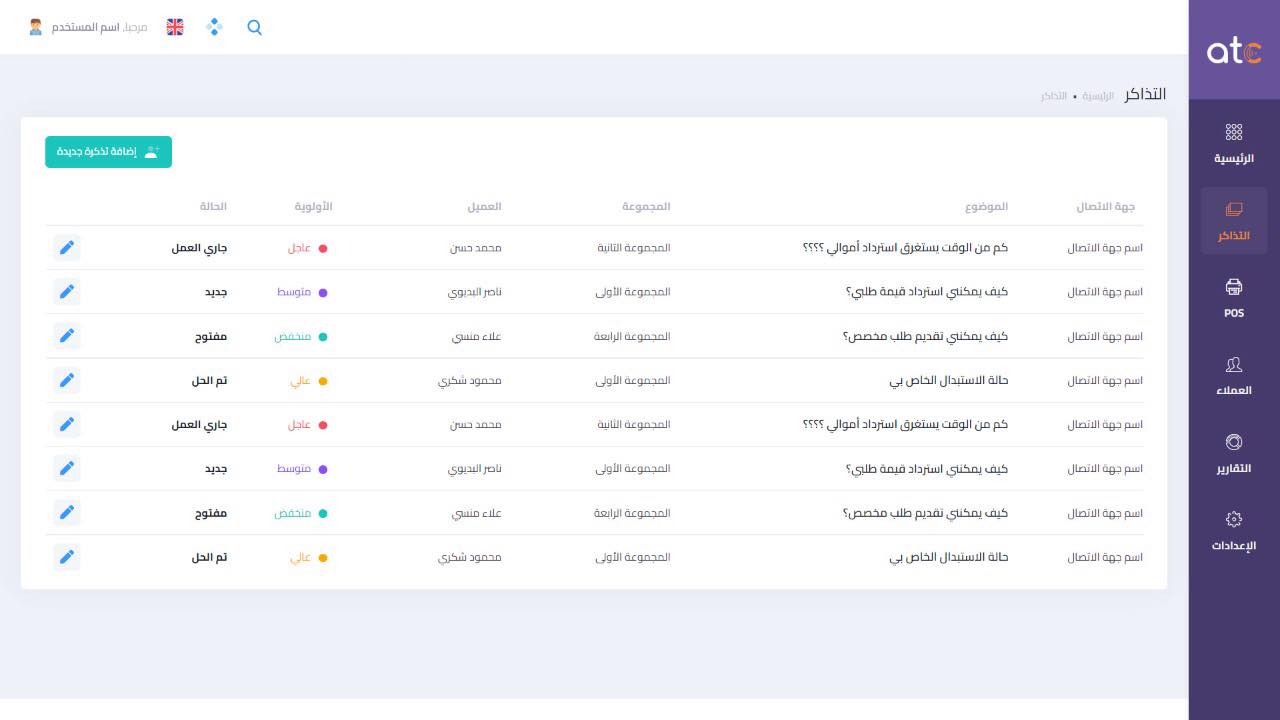 مرحبا, اسم المستخدم
atc
التذاكر الرئيسية • التذاكر
إضافة تذكرة جديدة
جهة الاتصال الموضوع المجموعة العميل الأولوية الحالة
اسم جهة الاتصال كم من الوقت يستغرق استرداد أموالي ؟؟؟؟ المجموعة الثانية محمد حسن عاجل جاري العمل
اسم جهة الاتصال كيف يمكنني استرداد قيمة طلبي؟ المجموعة الأولى ناصر البديوي متوسط جديد
اسم جهة الاتصال كيف يمكنني تقديم طلب مخصص؟ المجموعة الرابعة علاء منسي منخفض مفتوح
اسم جهة الاتصال حالة الاستبدال الخاص بي المجموعة الأولى محمود شكري عالي تم الحل
اسم جهة الاتصال كم من الوقت يستغرق استرداد أموالي ؟؟؟؟ المجموعة الثانية محمد حسن عاجل جاري العمل
اسم جهة الاتصال كيف يمكنني استرداد قيمة طلبي؟ المجموعة الأولى ناصر البديوي متوسط جديد
اسم جهة الاتصال كيف يمكنني تقديم طلب مخصص؟ المجموعة الرابعة علاء منسي منخفض مفتوح
اسم جهة الاتصال حالة الاستبدال الخاص بي المجموعة الأولى محمود شكري عالي تم الحل
الرئيسية
التذاكر
POS
العملاء
التقارير
الإعدادات